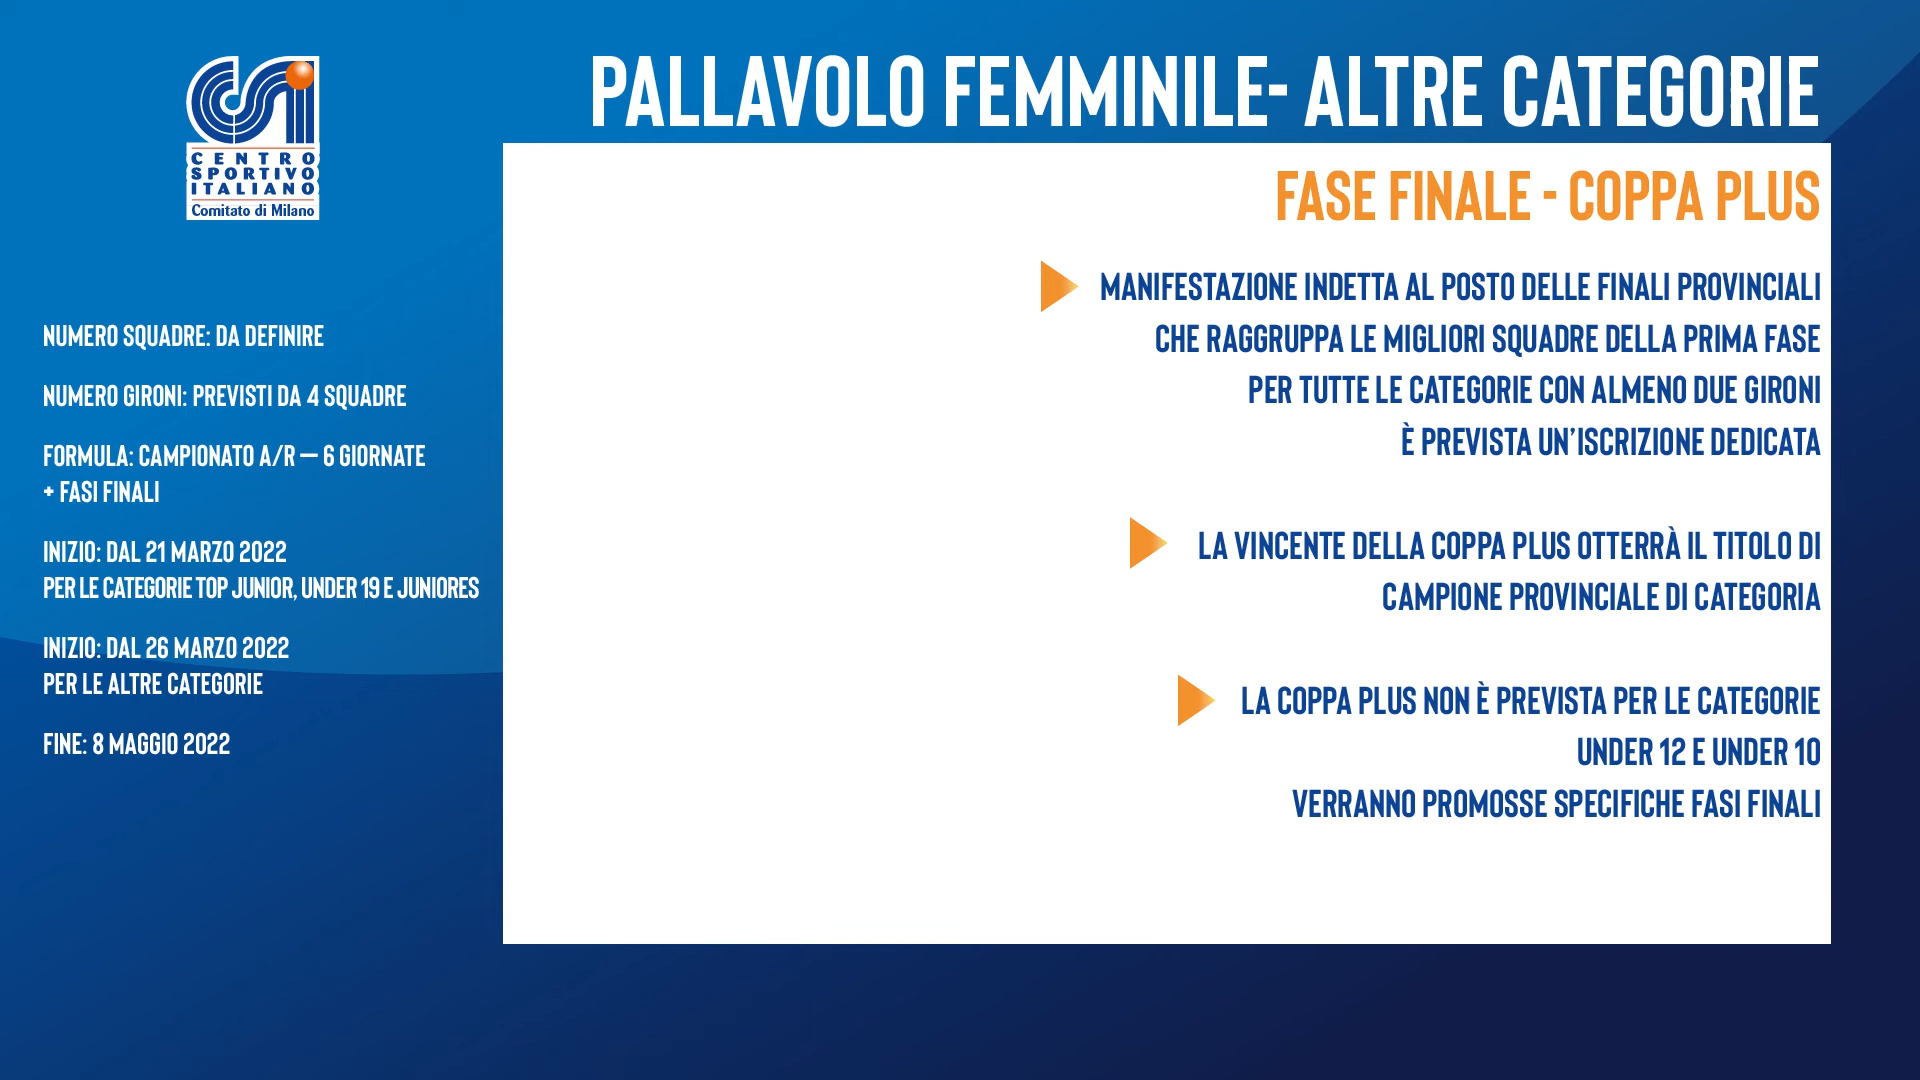 CENTRO
SPORTIVO
ITALIANO
Comitato di Milano
PALLAVOLO FEMMINILE- ALTRE CATEGORIE
NUMERO SQUADRE: DA DEFINIRE
NUMERO GIRONI: PREVISTI DA 4 SQUADRE
FORMULA: CAMPIONATO A/R – 6 GIORNATE
+ FASI FINALI
INIZIO: DAL 21 MARZO 2022
PER LE CATEGORIE TOP JUNIOR, UNDER 19 E JUNIORES
INIZIO: DAL 26 MARZO 2022
PER LE ALTRE CATEGORIE
FINE: 8 MAGGIO 2022
FASE FINALE - COPPA PLUS
MANIFESTAZIONE INDETTA AL POSTO DELLE FINALI PROVINCIALI
CHE RAGGRUPPA LE MIGLIORI SQUADRE DELLA PRIMA FASE
PER TUTTE LE CATEGORIE CON ALMENO DUE GIRONI
È PREVISTA UN’ISCRIZIONE DEDICATA
LA VINCENTE DELLA COPPA PLUS OTTERRÀ IL TITOLO DI
CAMPIONE PROVINCIALE DI CATEGORIA
LA COPPA PLUS NON È PREVISTA PER LE CATEGORIE
UNDER 12 E UNDER 10
VERRANNO PROMOSSE SPECIFICHE FASI FINALI